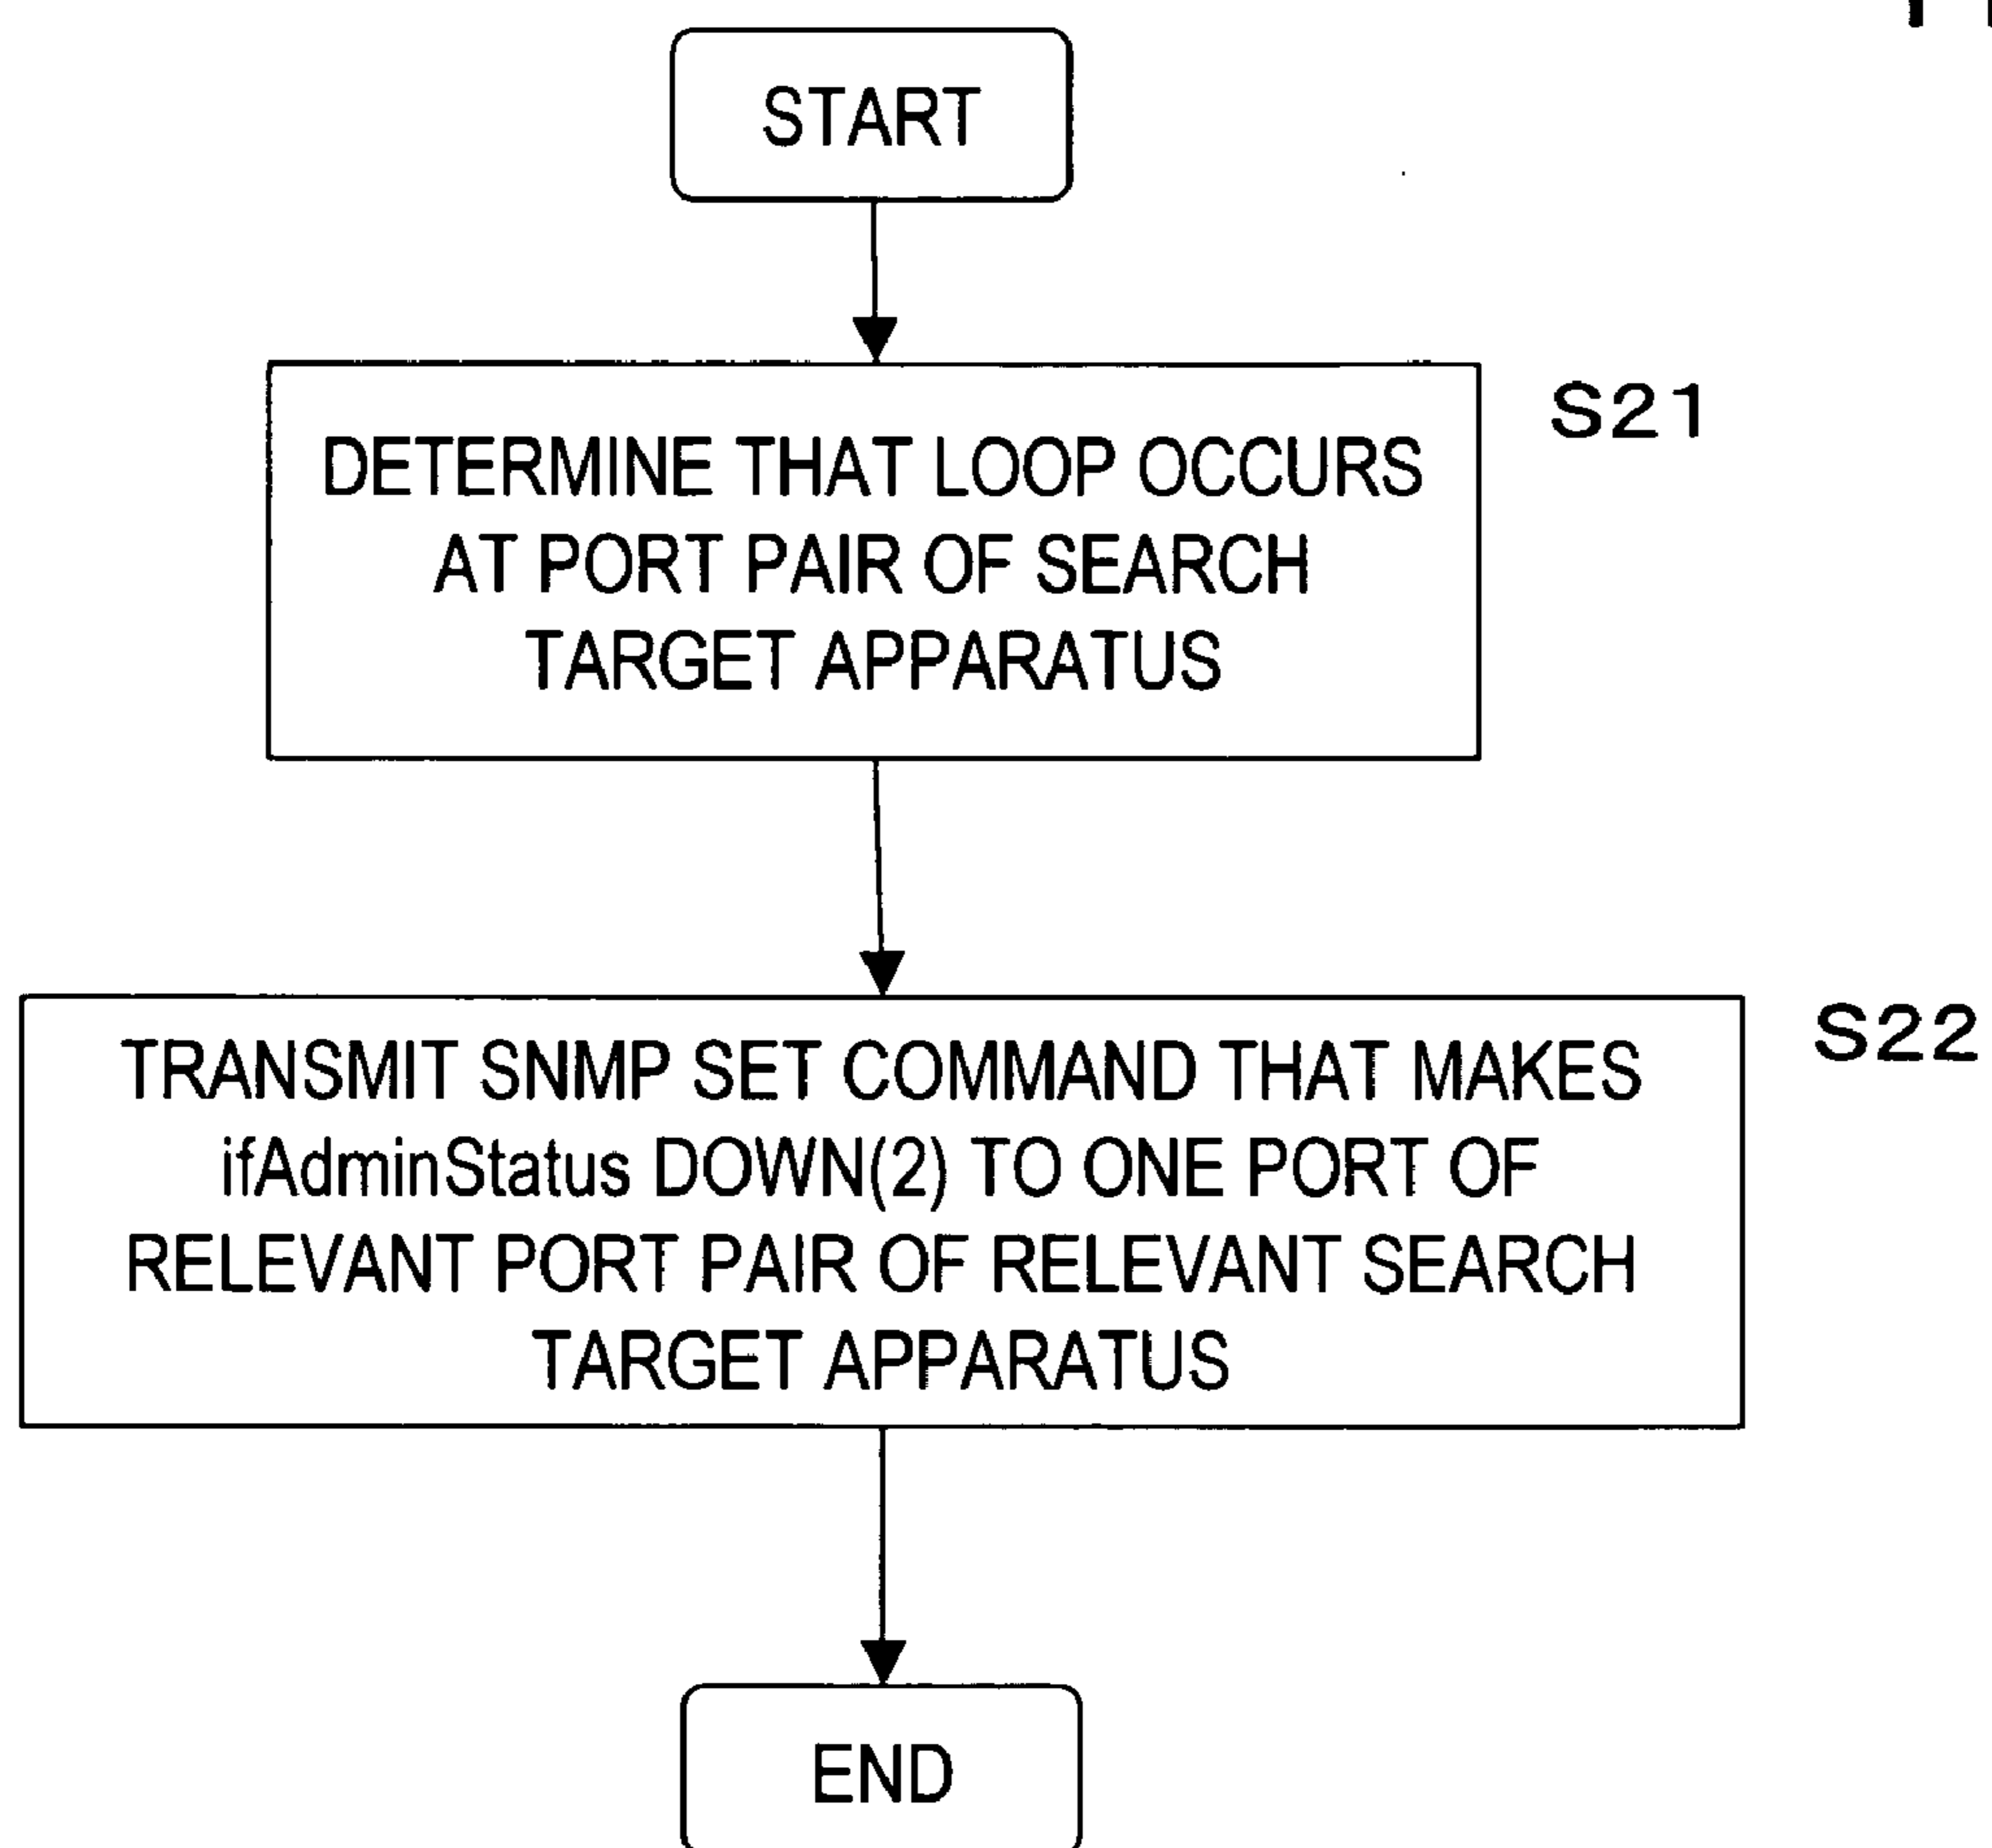 START
DETERMINE THAT LOOP OCCURS
AT PORT PAIR OF SEARCH
TARGET APPARATUS
S21
TRANSMIT SNMP SET COMMAND THAT MAKES
ifAdminStatus DOWN(2) TO ONE PORT OF
RELEVANT PORT PAIR OF RELEVANT SEARCH
TARGET APPARATUS
S22
END